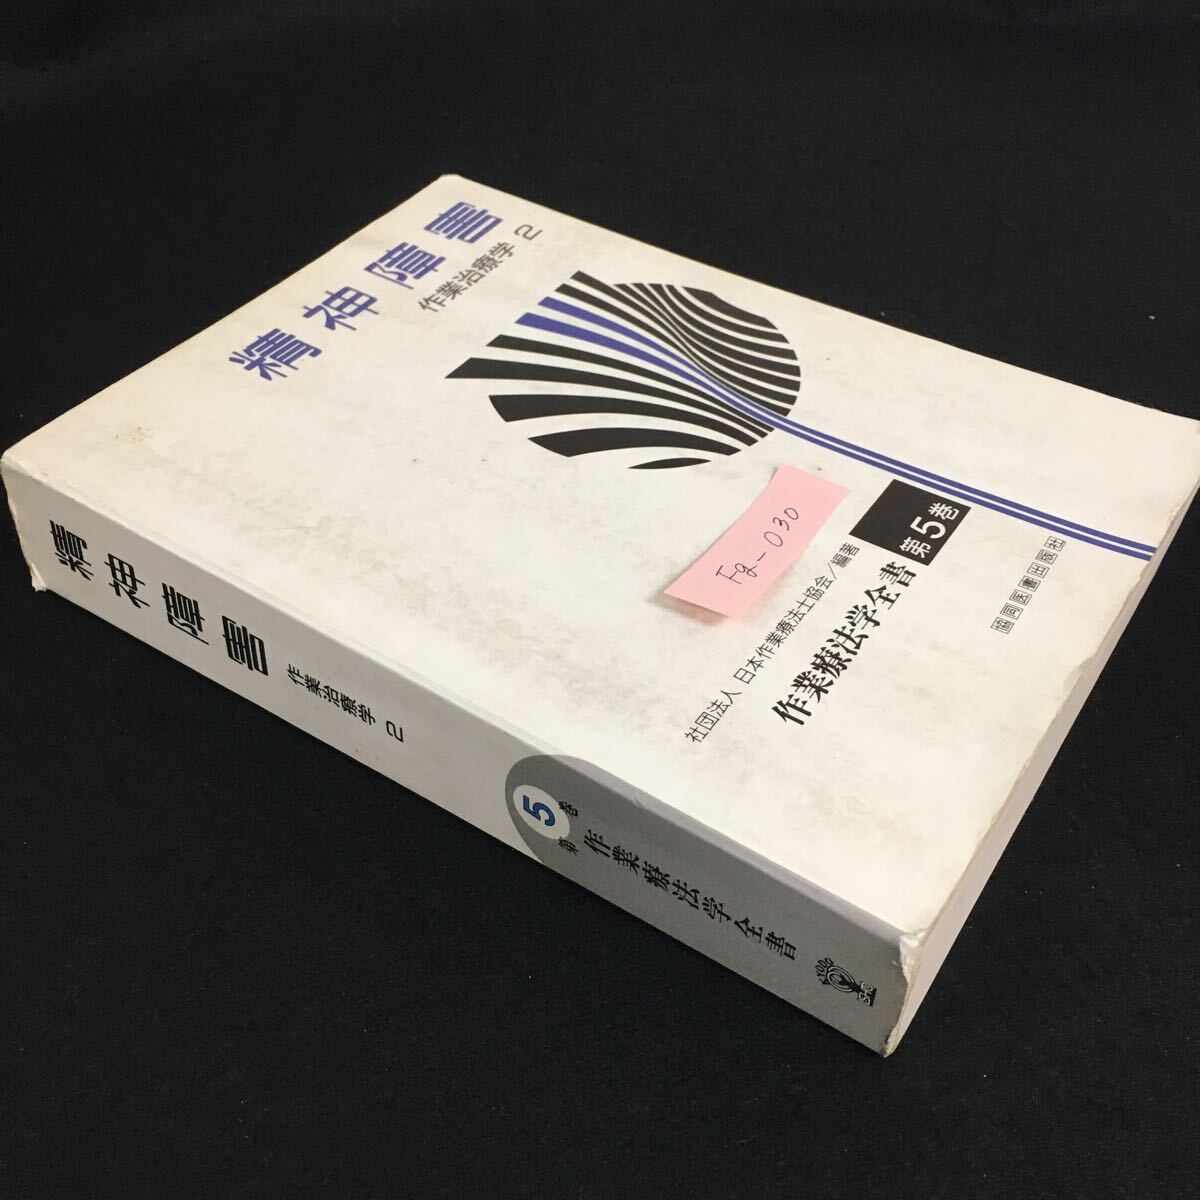 精神障害
作業治療学 2
Fg-030
社団法人 日本作業療法士協会/編著
作業療法学全書 第5巻
協同医書出版社
精神障害
作業治療学 2
第5巻
作業療法学全書
KYODO
ISHO